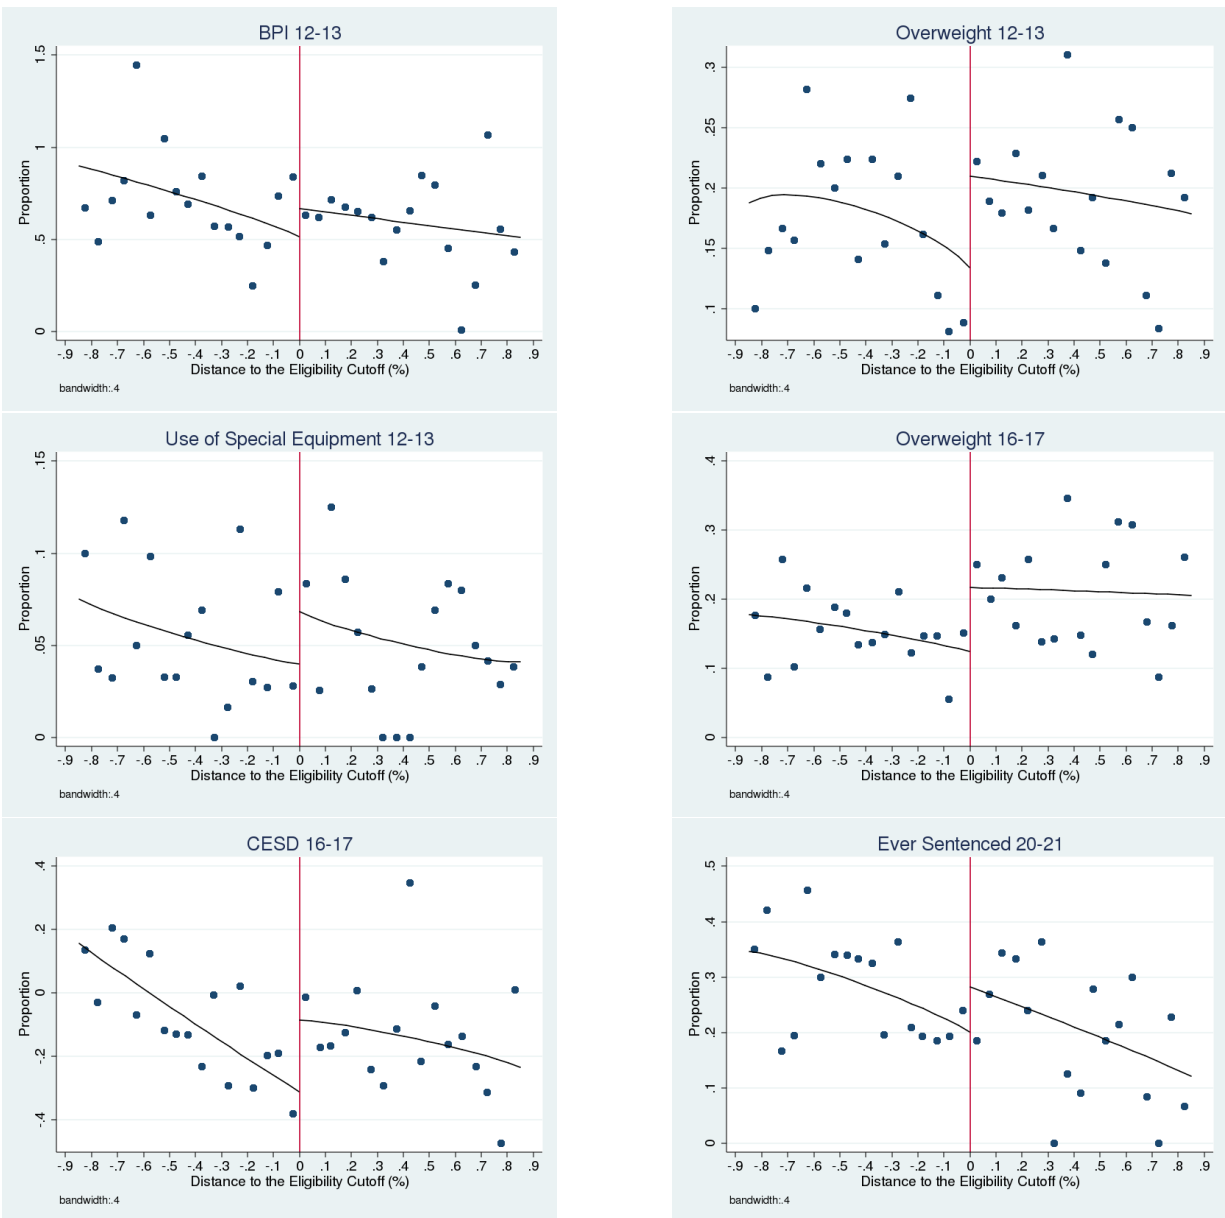 BPI 12-13
1.5
1
.5
0
Proportion
-.9 -.8 -.7 -.6 -.5 -.4 -.3 -.2 -.1 0 .1 .2 .3 .4 .5 .6 .7 .8 .9
Distance to the Eligibility Cutoff (%)
bandwidth:.4
Overweight 12-13
.3
.25
.2
.15
.1
Proportion
-.9 -.8 -.7 -.6 -.5 -.4 -.3 -.2 -.1 0 .1 .2 .3 .4 .5 .6 .7 .8 .9
Distance to the Eligibility Cutoff (%)
bandwidth:.4
Use of Special Equipment 12-13
.15
.1
.05
0
Proportion
-.9 -.8 -.7 -.6 -.5 -.4 -.3 -.2 -.1 0 .1 .2 .3 .4 .5 .6 .7 .8 .9
Distance to the Eligibility Cutoff (%)
bandwidth:.4
Overweight 16-17
.4
.3
.2
.1
0
Proportion
-.9 -.8 -.7 -.6 -.5 -.4 -.3 -.2 -.1 0 .1 .2 .3 .4 .5 .6 .7 .8 .9
Distance to the Eligibility Cutoff (%)
bandwidth:.4
CESD 16-17
.4
.2
0
-.2
-.4
Proportion
-.9 -.8 -.7 -.6 -.5 -.4 -.3 -.2 -.1 0 .1 .2 .3 .4 .5 .6 .7 .8 .9
Distance to the Eligibility Cutoff (%)
bandwidth:.4
Ever Sentenced 20-21
.5
.4
.3
.2
.1
0
Proportion
-.9 -.8 -.7 -.6 -.5 -.4 -.3 -.2 -.1 0 .1 .2 .3 .4 .5 .6 .7 .8 .9
Distance to the Eligibility Cutoff (%)
bandwidth:.4